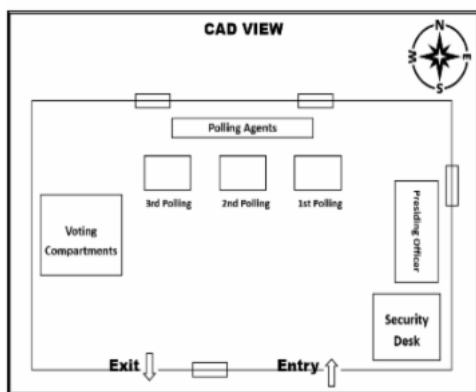 CAD VIEW
N
W
E
S
Polling Agents
3rd Polling
2nd Polling
1st Polling
Voting
Compartments
Presiding Officer
Security
Desk
Exit
Entry